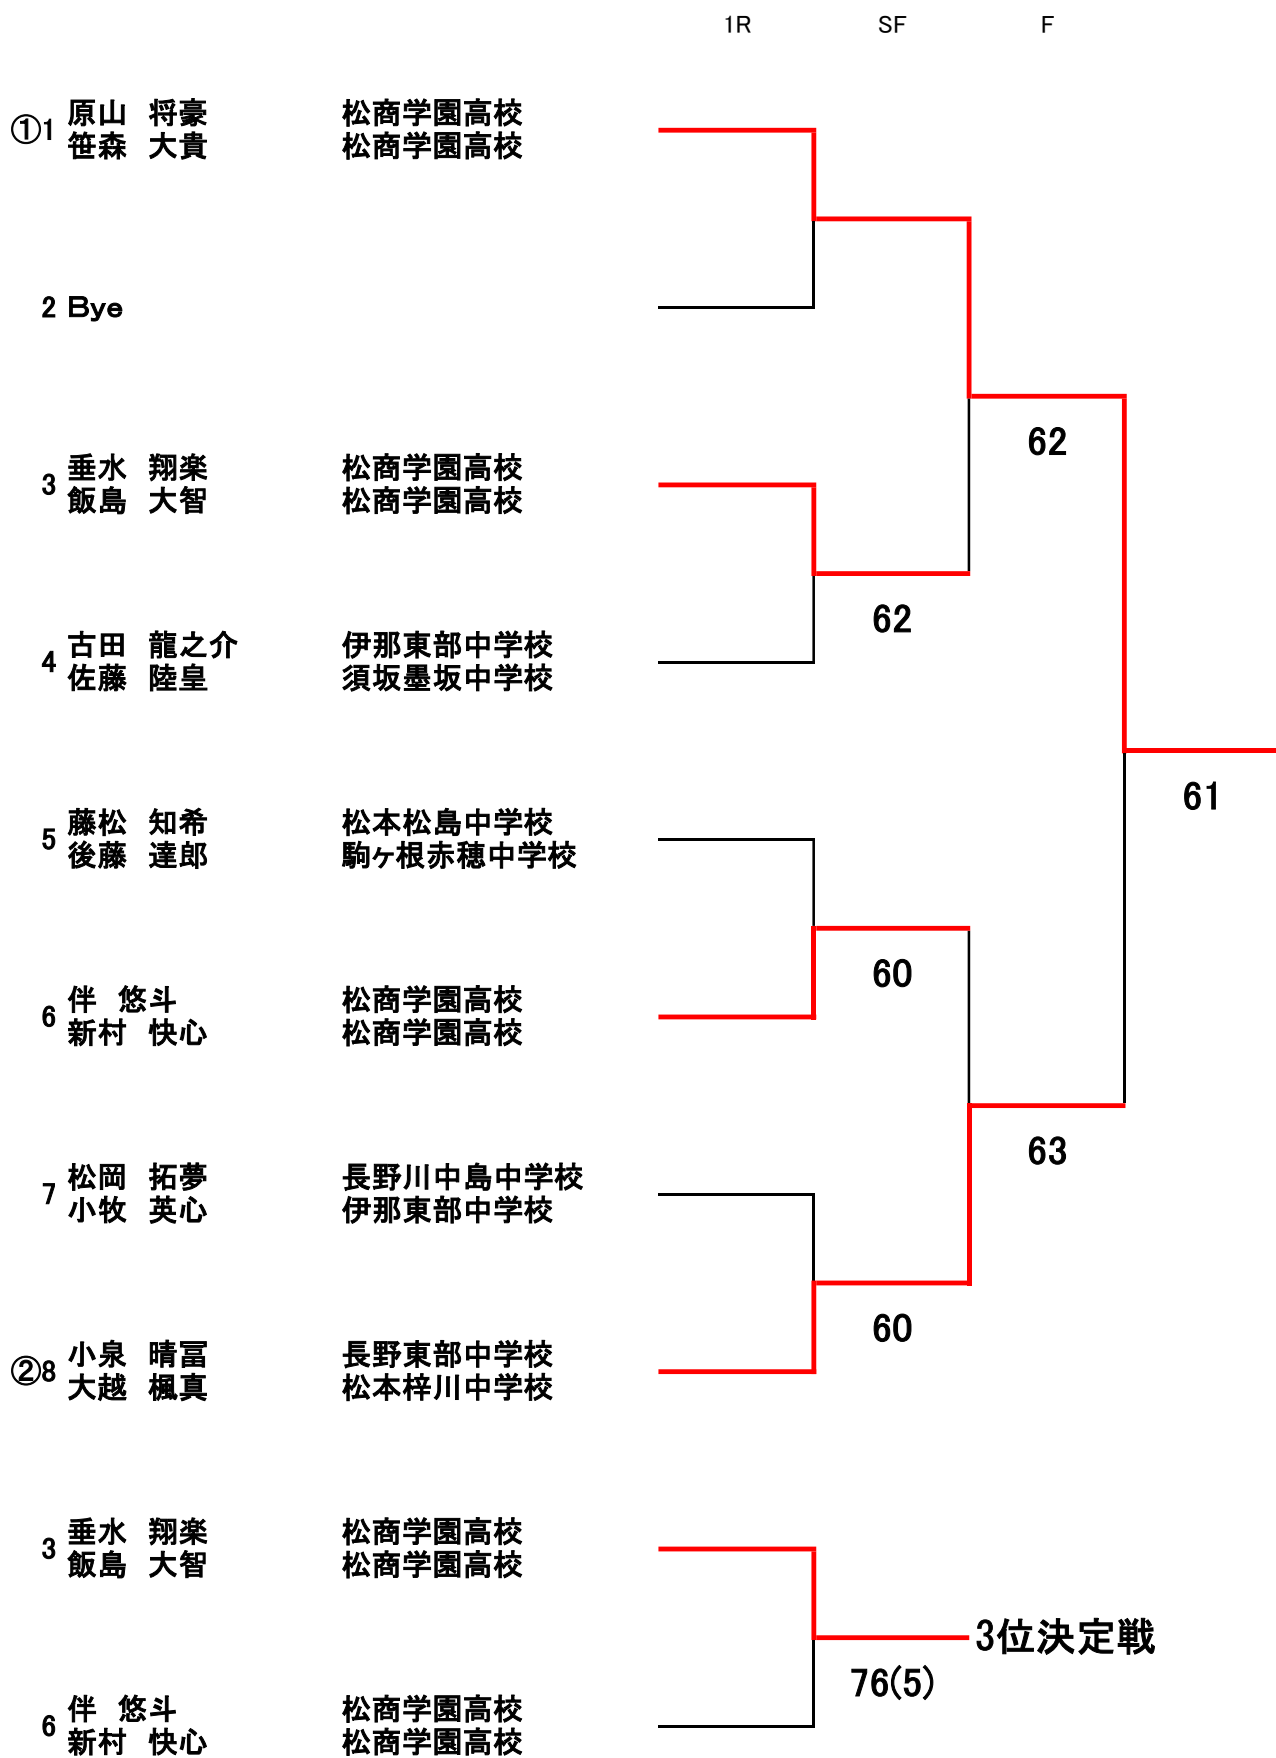 1R SF F
①1 原山 将豪 松商学園高校
笹森 大貴 松商学園高校
2 Bye
62
3 垂水 翔楽 松商学園高校
飯島 大智 松商学園高校
62
4 古田 龍之介 伊那東部中学校
佐藤 陸皇 須坂墨坂中学校
61
5 藤松 知希 松本松島中学校
後藤 達郎 駒ヶ根赤穂中学校
60
6 伴 悠斗 松商学園高校
新村 快心 松商学園高校
63
7 松岡 拓夢 長野川中島中学校
小牧 英心 伊那東部中学校
60
②8 小泉 晴冨 長野東部中学校
大越 楓真 松本梓川中学校
3 垂水 翔楽 松商学園高校
飯島 大智 松商学園高校
3位決定戦
76(5)
6 伴 悠斗 松商学園高校
新村 快心 松商学園高校